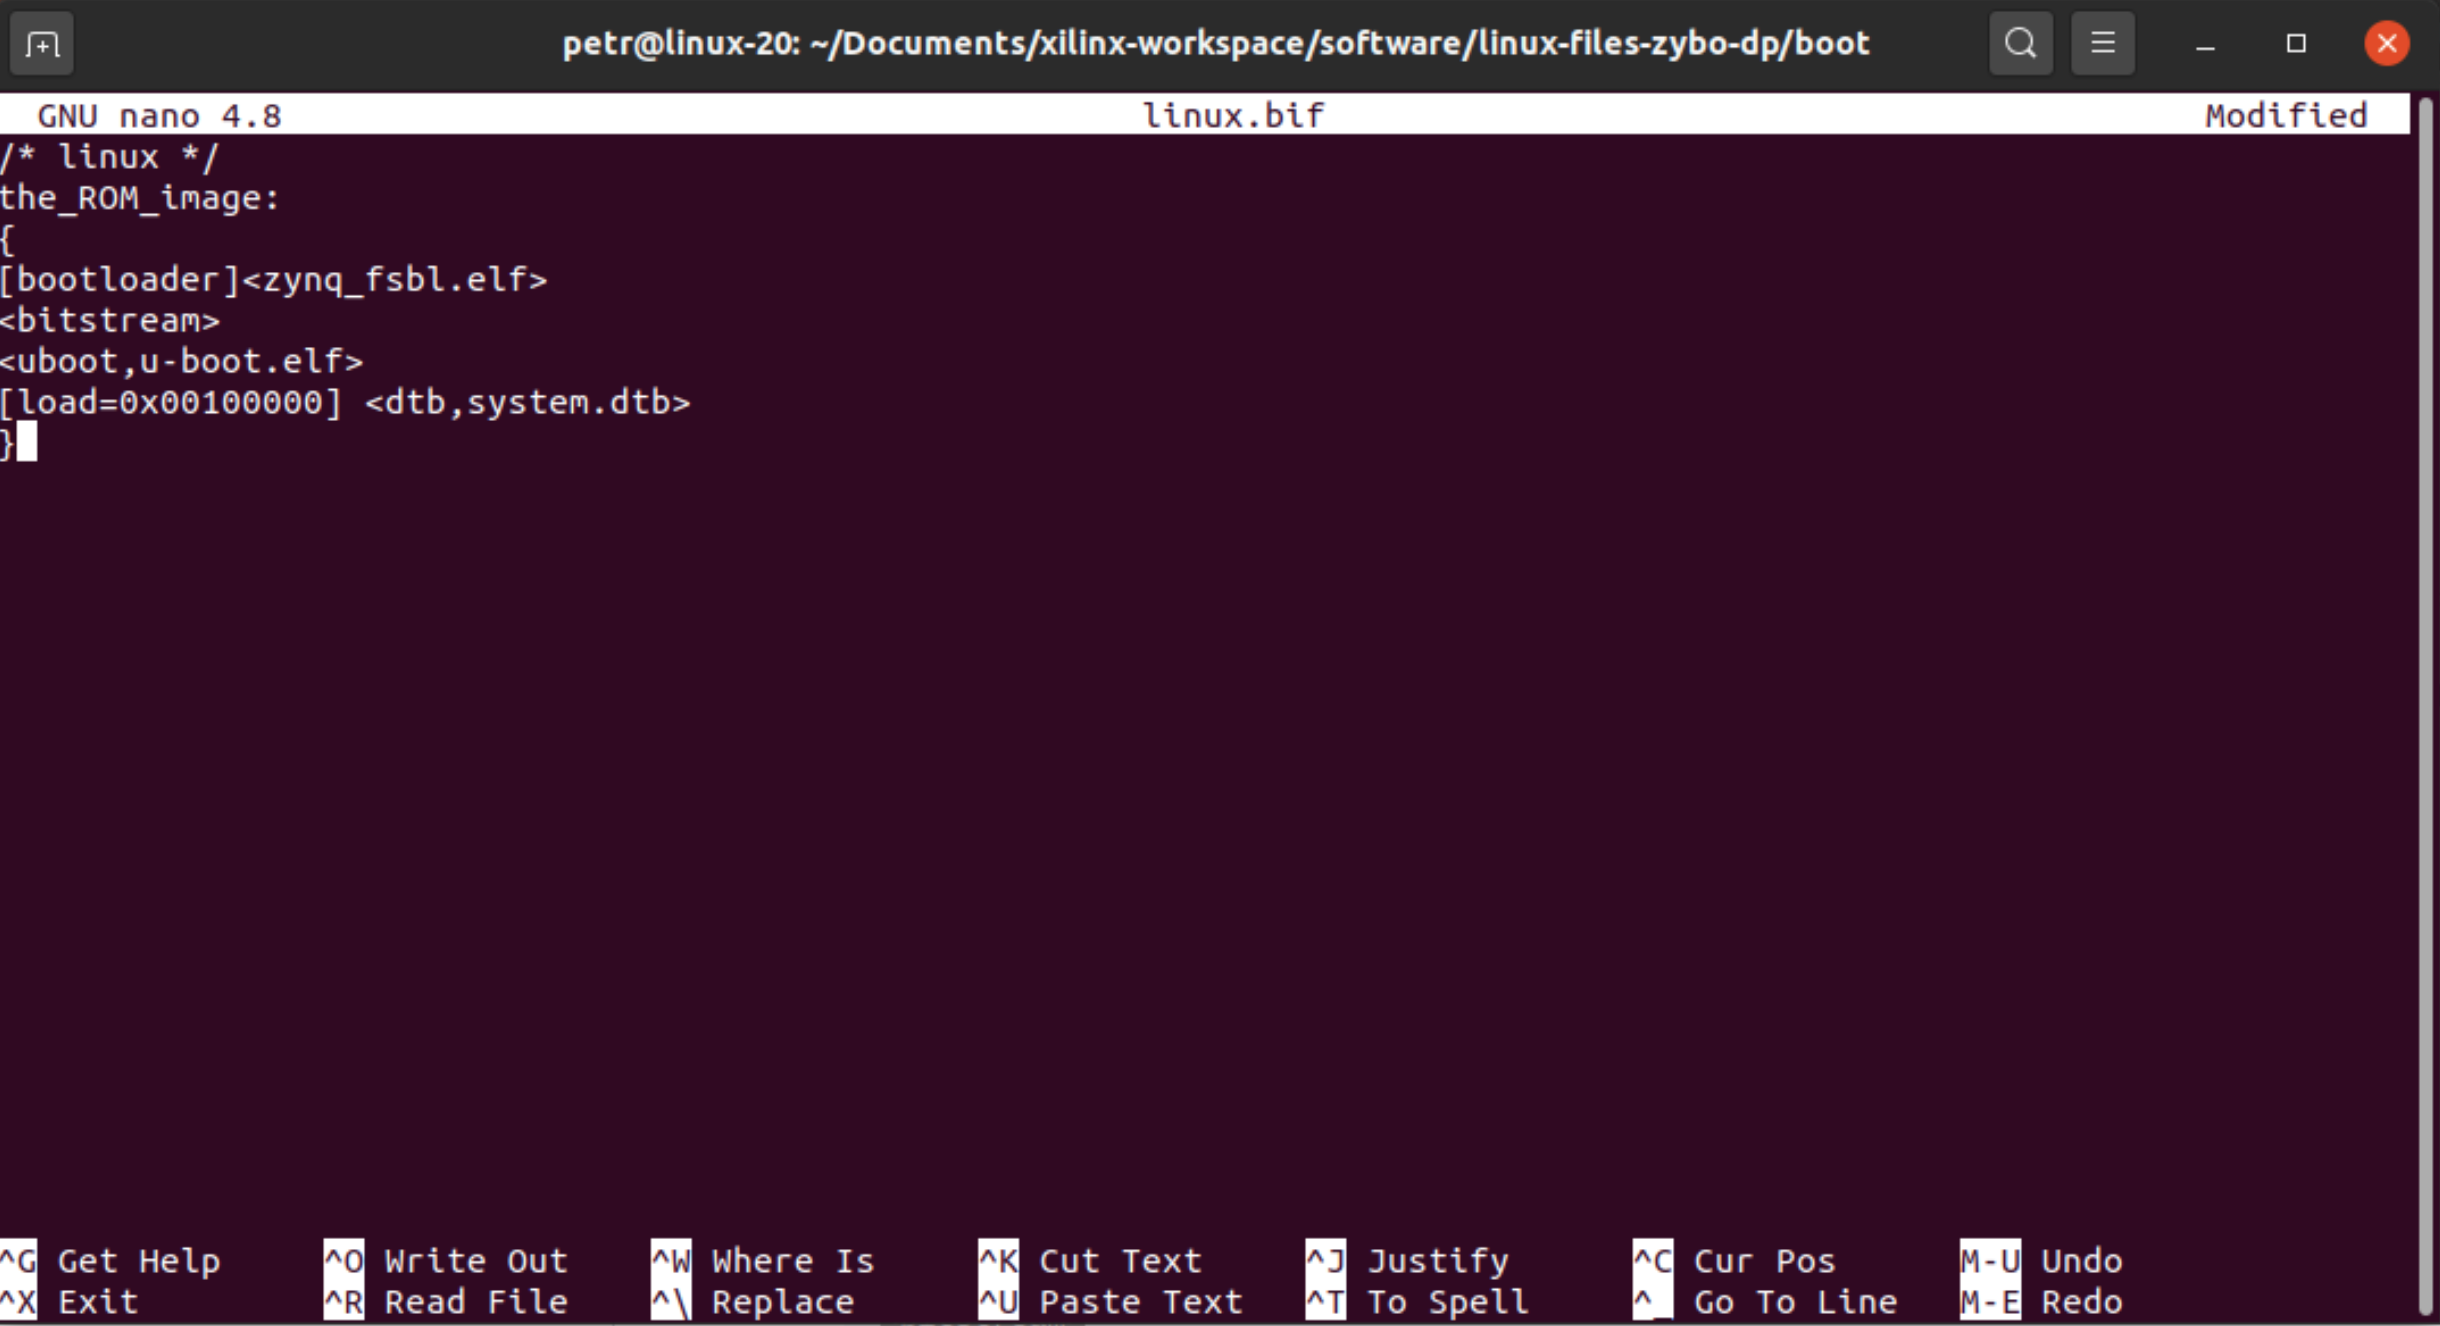 petr@linux-20: ~/Documents/xilinx-workspace/software/linux-files-zybo-dp/boot
GNU nano 4.8 linux.bif Modified
/* linux */
the_ROM_image:
{
[bootloader]<zynq_fsbl.elf>
<bitstream>
<uboot,u-boot.elf>
[load=0x00100000] <dtb,system.dtb>
}
^G Get Help ^O Write Out ^W Where Is ^K Cut Text ^J Justify ^C Cur Pos M-U Undo
^X Exit ^R Read File ^\ Replace ^U Paste Text ^T To Spell ^_ Go To Line M-E Redo